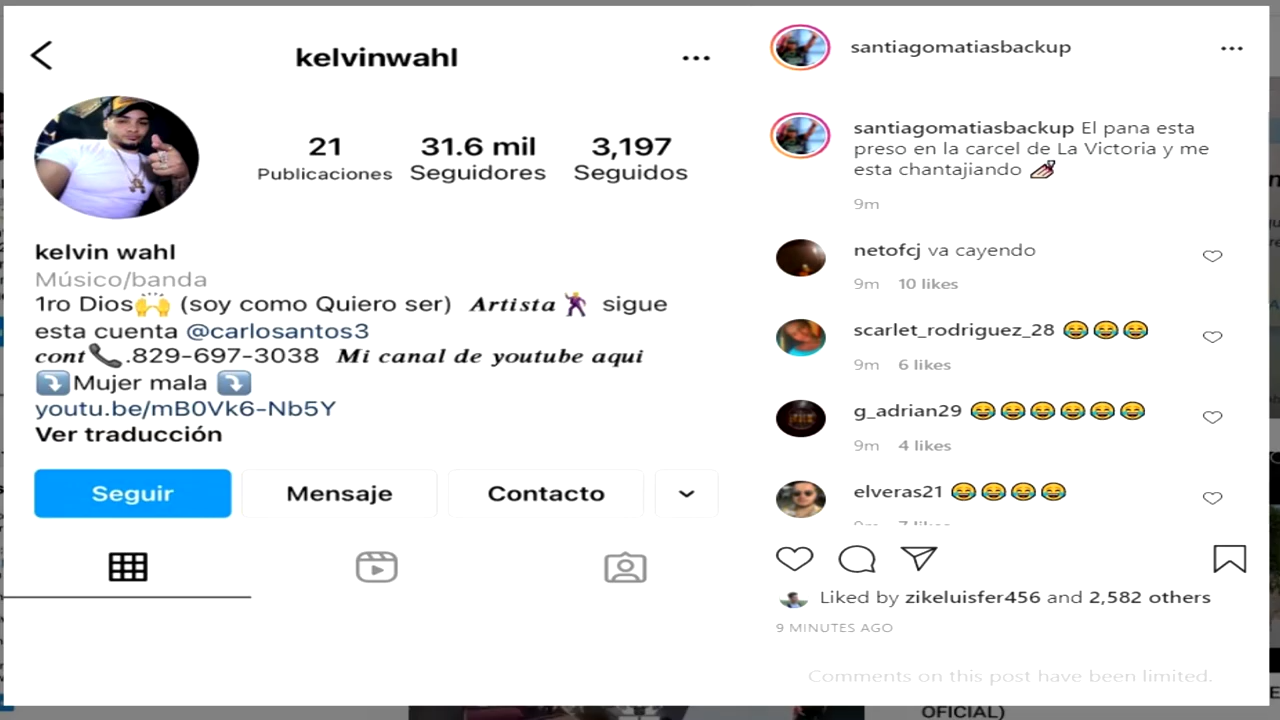 kelvinwahl
21
Publicaciones
31.6 mil
Seguidores
3,197
Seguidos
kelvin wahl
Músico/banda
1ro Dios🙌 (soy como Quiero ser) Artista🕺 sigue
esta cuenta @carlosantos3
cont📞.829-697-3038 Mi canal de youtube aqui
⤵️Mujer mala ⤵️
youtu.be/mB0Vk6-Nb5Y
Ver traducción
Seguir
Mensaje
Contacto
santiagomatiasbackup
santiagomatiasbackup El pana esta
preso en la carcel de La Victoria y me
esta chantajiando 💅
9m
netofcj va cayendo
9m 10 likes
scarlet_rodriguez_28 😂😂😂
9m 6 likes
g_adrian29 😂😂😂😂😂😂
9m 4 likes
elveras21 😂😂😂😂
9m 7 likes
Liked by zikeluisfer456 and 2,582 others
9 MINUTES AGO
Comments on this post have been limited.
OFICIAL)